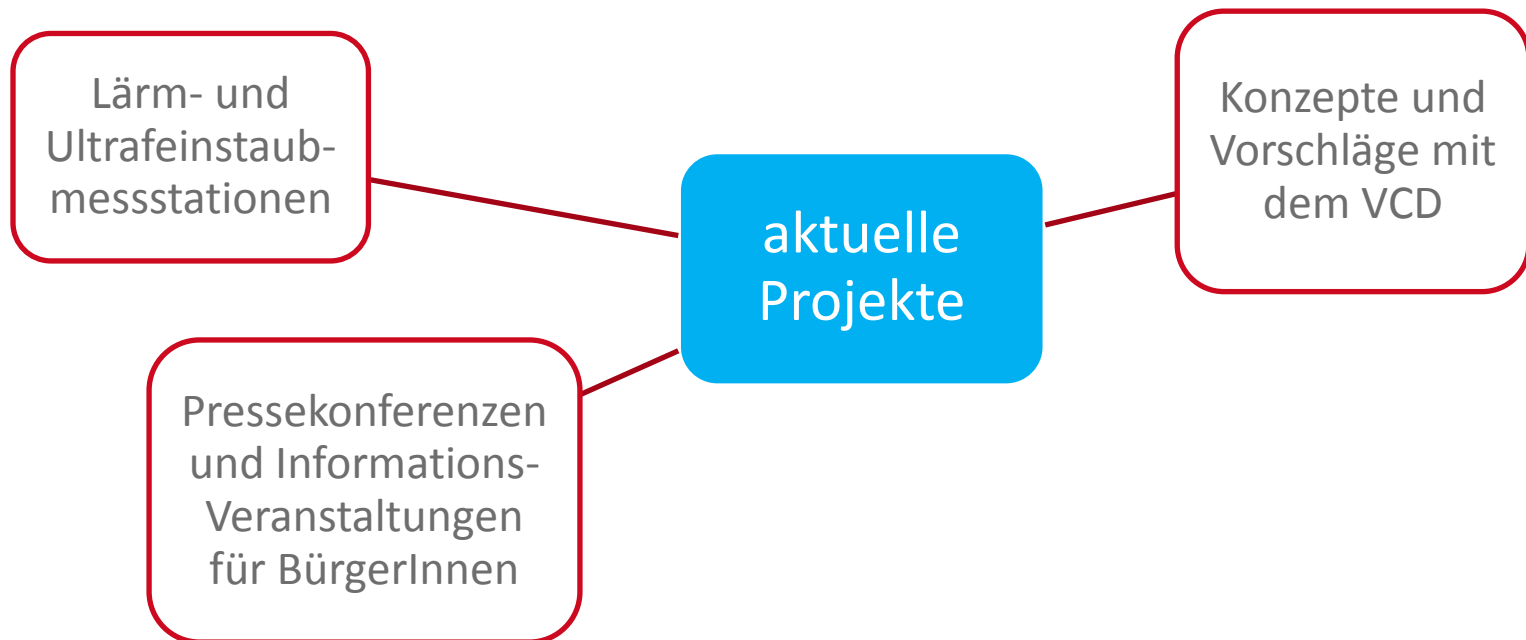 Lärm- und
Ultrafeinstaub-
messstationen
aktuelle
Projekte
Konzepte und
Vorschläge mit
dem VCD
Pressekonferenzen
und Informations-
Veranstaltungen
für BürgerInnen